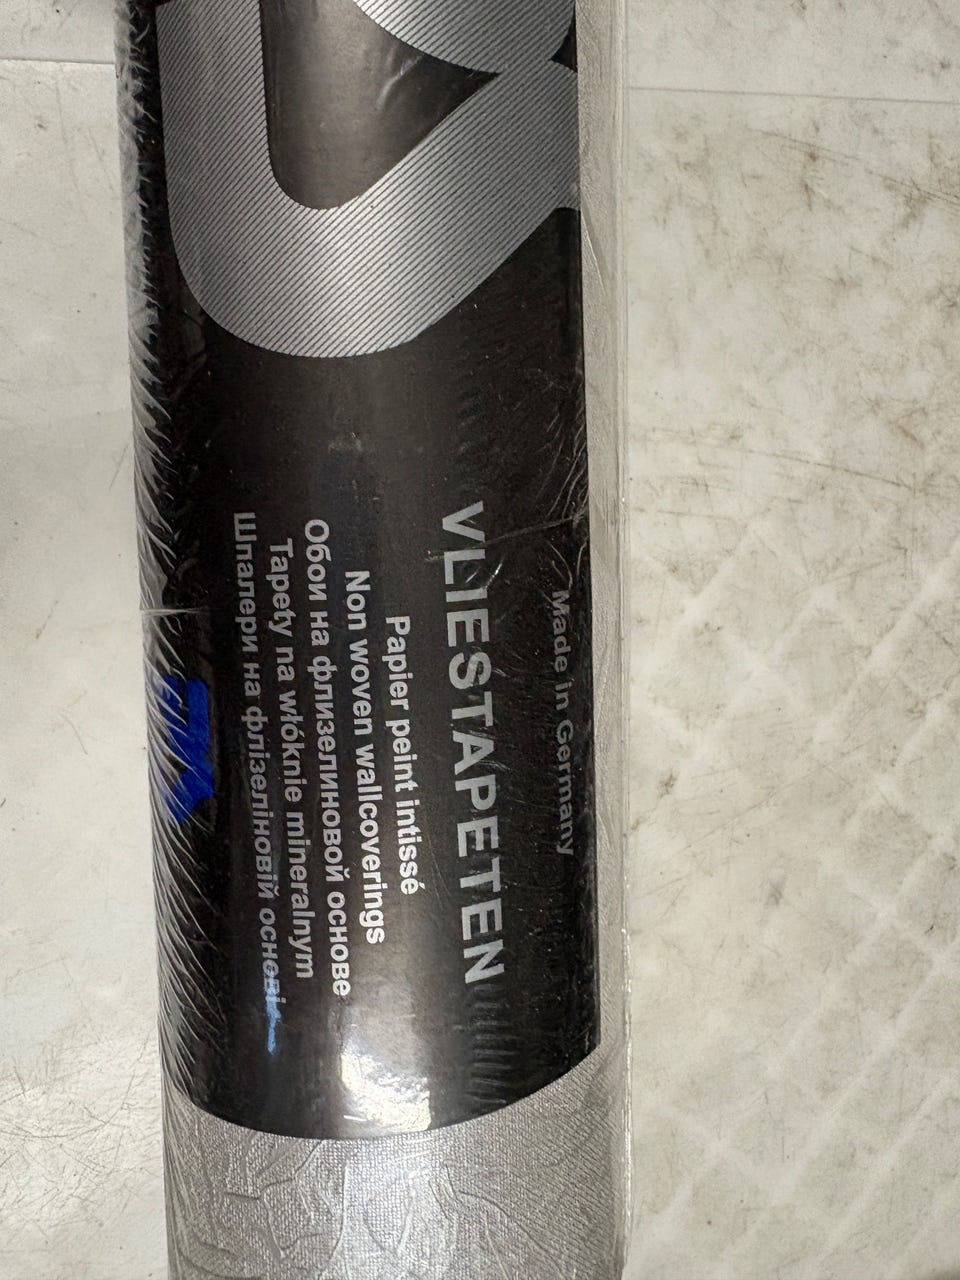 Made in Germany
VLIESTAPETEN
Papier peint intissé
Non woven wallcoverings
Обои на флизелиновой основе
Tapety na włóknie mineralnym
Шпалери на флізеліновій основі